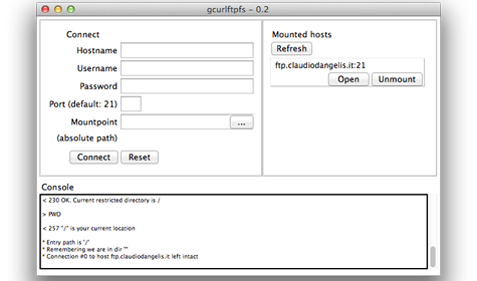 gcurlftpfs - 0.2
Connect
Hostname
Username
Password
Port (default: 21)
Mountpoint
...
(absolute path)
Connect Reset
Mounted hosts
Refresh
ftp.claudiodangelis.it:21
Open Unmount
Console
< 230 OK. Current restricted directory is /
> PWD
< 257 "/" is your current location
* Entry path is "/"
* Remembering we are in dir ""
* Connection #0 to host ftp.claudiodangelis.it left intact